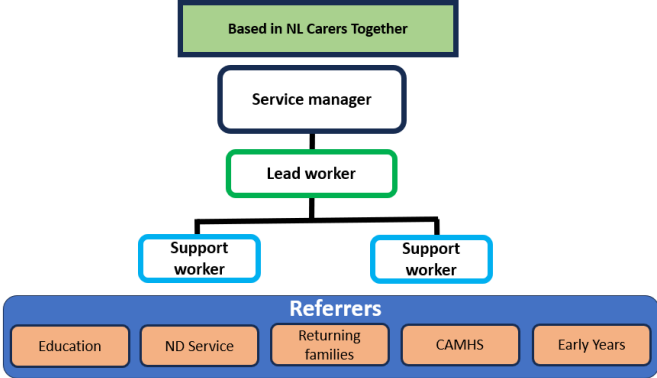 Based in NL Carers Together
Service manager
Lead worker
Support
worker
Support
worker
Referrers
Education
ND Service
Returning
families
CAMHS
Early Years